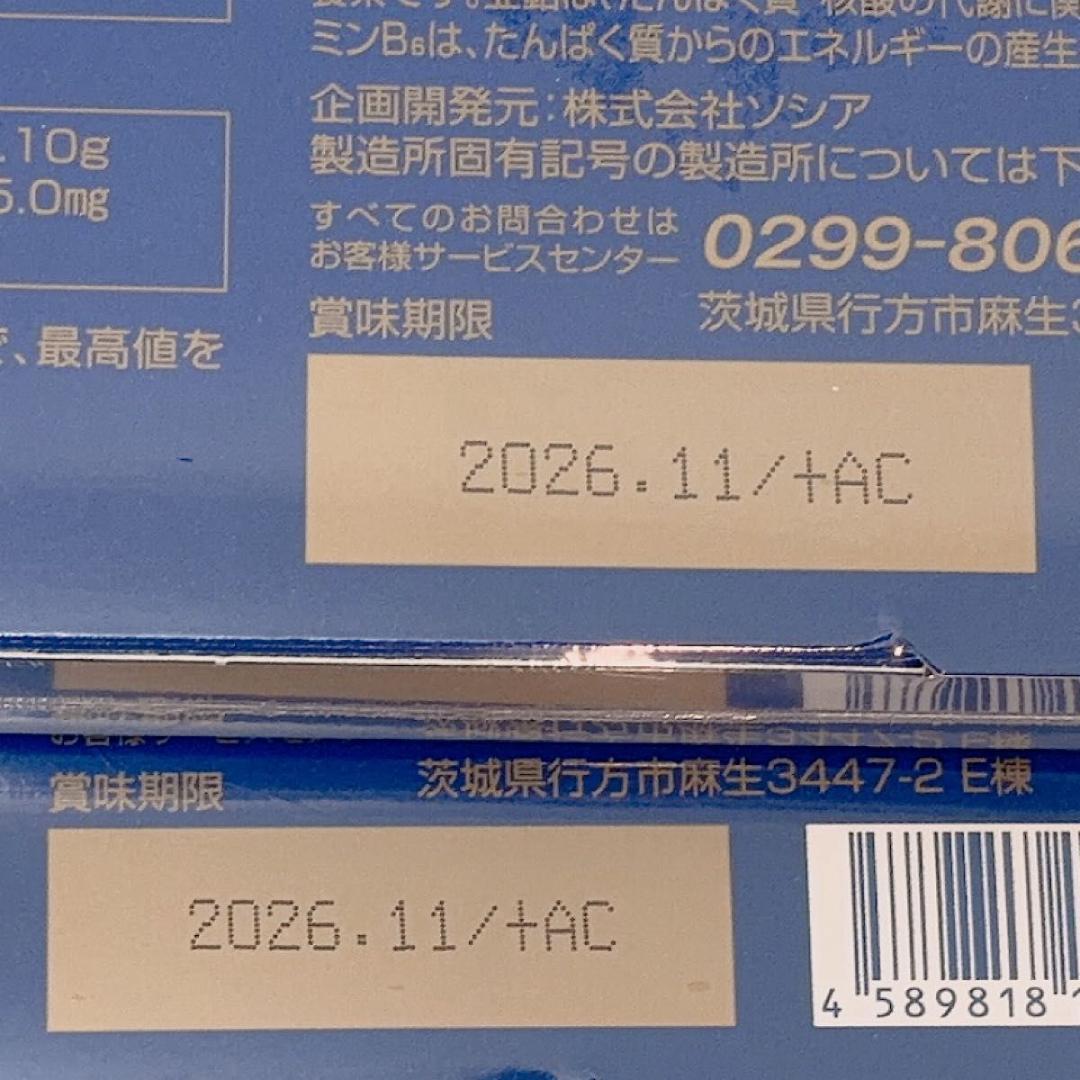 ミンB₆は、たんぱく質からのエネルギーの産生
企画開発元:株式会社ソシア
製造所固有記号の製造所については下
.10g
5.0mg
すべてのお問合わせは
お客様サービスセンター
0299-806
賞味期限
茨城県行方市麻生3
、最高値を
2026.11/+AC
茨城県行方市麻生3447-2 E棟
賞味期限
2026.11/+AC
4 589818